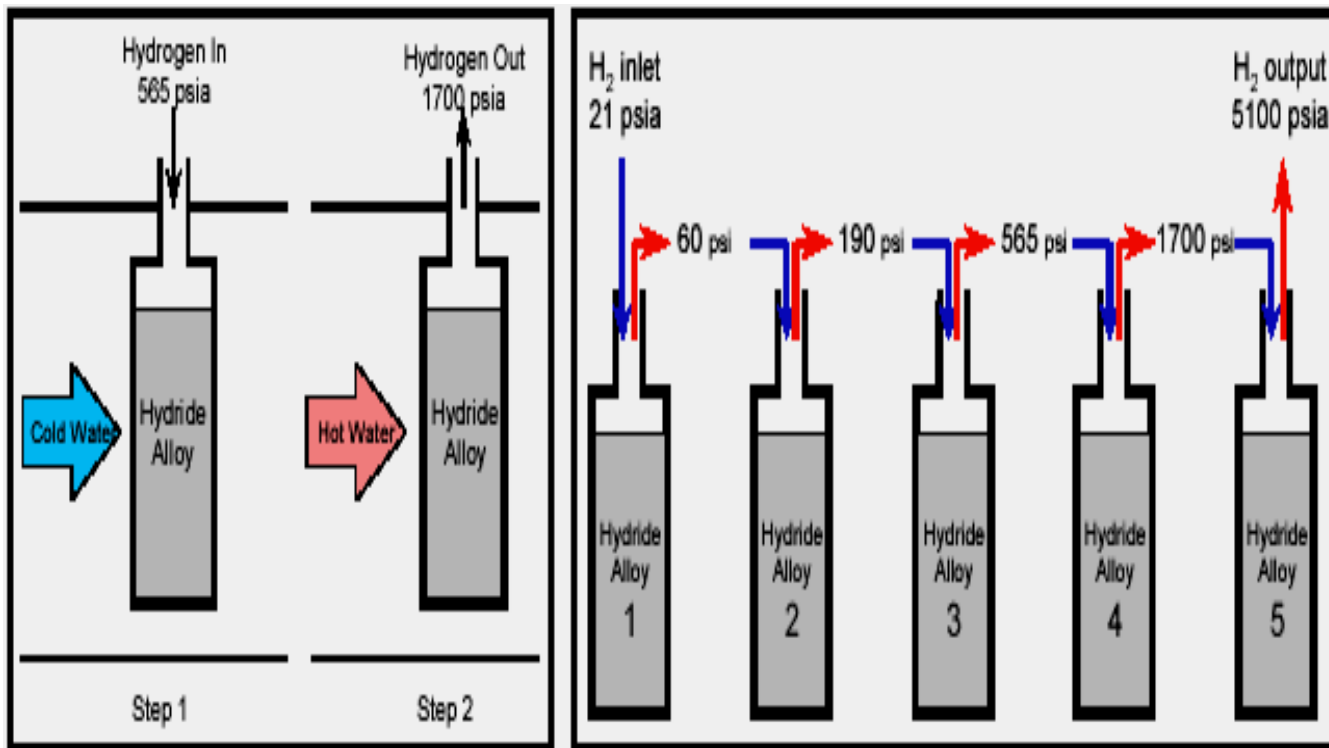 Hydrogen In
565 psia
Hydrogen Out
1700 psia
Cold Water
Hydride
Alloy
Hot Water
Hydride
Alloy
Step 1
Step 2
H₂ inlet
21 psia
H₂ output
5100 psia
60 psi
190 psi
565 psi
1700 psi
Hydride
Alloy
1
Hydride
Alloy
2
Hydride
Alloy
3
Hydride
Alloy
4
Hydride
Alloy
5